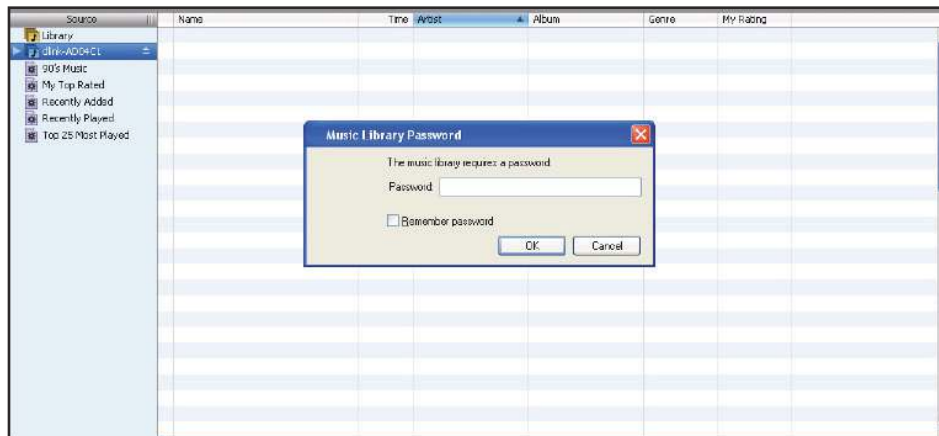 Source Name Time Artist Album Genre My Rating
Library
dlink-AD04C1
90's Music
My Top Rated
Recently Added
Recently Played
Top 25 Most Played
Music Library Password
The music library requires a password
Password
Remember password
OK Cancel